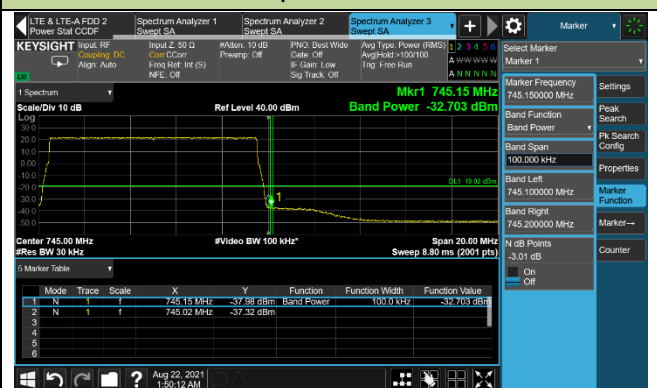 LTE & LTE-A FDD 2
Power Stat CCDF
Spectrum Analyzer 1
Swept SA
Spectrum Analyzer 2
Swept SA
Spectrum Analyzer 3
Swept SA
+
Marker
KEYSIGHT
Input: RF
Coupling: DC
Align: Auto
Input Z: 50 Ω
Corr CCorr
Freq Ref: Int (S)
NFE: Off
#Atten: 10 dB
Preamp: Off
PNO: Best Wide
Gate: Off
IF Gain: Low
Sig Track: Off
Avg Type: Power (RMS)
Avg|Hold:>100/100
Trig: Free Run
1 2 3 4 5 6
A W W W W W
A N N N N N
LXI
Select Marker
Marker 1
1 Spectrum
Scale/Div 10 dB
Ref Level 40.00 dBm
Mkr1 745.15 MHz
Band Power -32.703 dBm
Log
30.0
20.0
10.0
0.00
-10.0
-20.0
-30.0
-40.0
-50.0
DL1 -19.02 dBm
1
Center 745.00 MHz
#Res BW 30 kHz
#Video BW 100 kHz*
Span 20.00 MHz
Sweep 8.80 ms (2001 pts)
5 Marker Table
Mode Trace Scale X Y Function Function Width Function Value
1 N 1 f 745.15 MHz -37.98 dBm Band Power 100.0 kHz -32.703 dBm
2 N 1 f 745.02 MHz -37.32 dBm
3
4
5
6
Marker Frequency
745.150000 MHz
Band Function
Band Power
Band Span
100.000 kHz
Band Left
745.100000 MHz
Band Right
745.200000 MHz
N dB Points
-3.01 dB
On
Off
Settings
Peak
Search
Pk Search
Config
Properties
Marker
Function
Marker→
Counter
?
Aug 22, 2021
1:50:12 AM